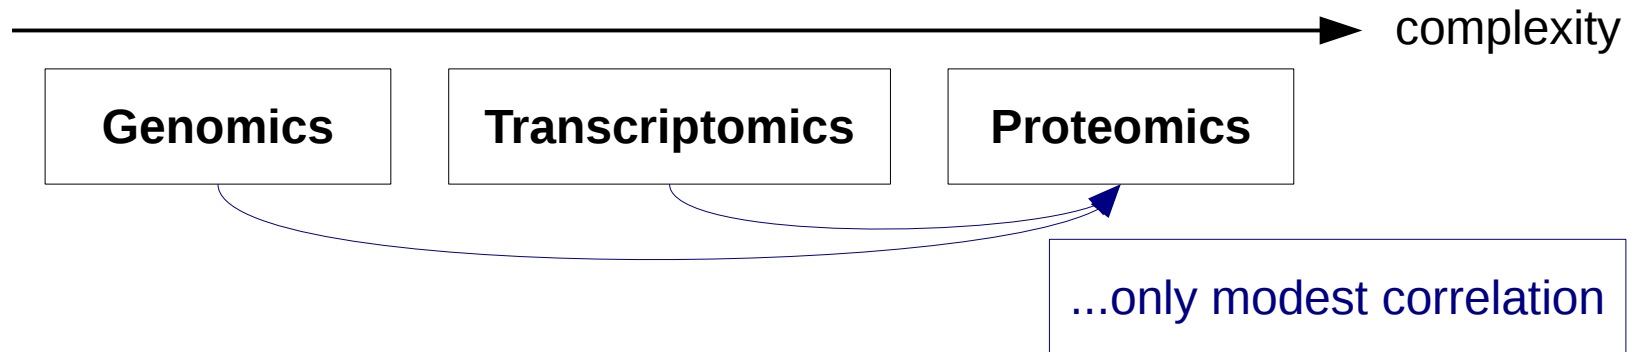 complexity
Genomics
Transcriptomics
Proteomics
...only modest correlation